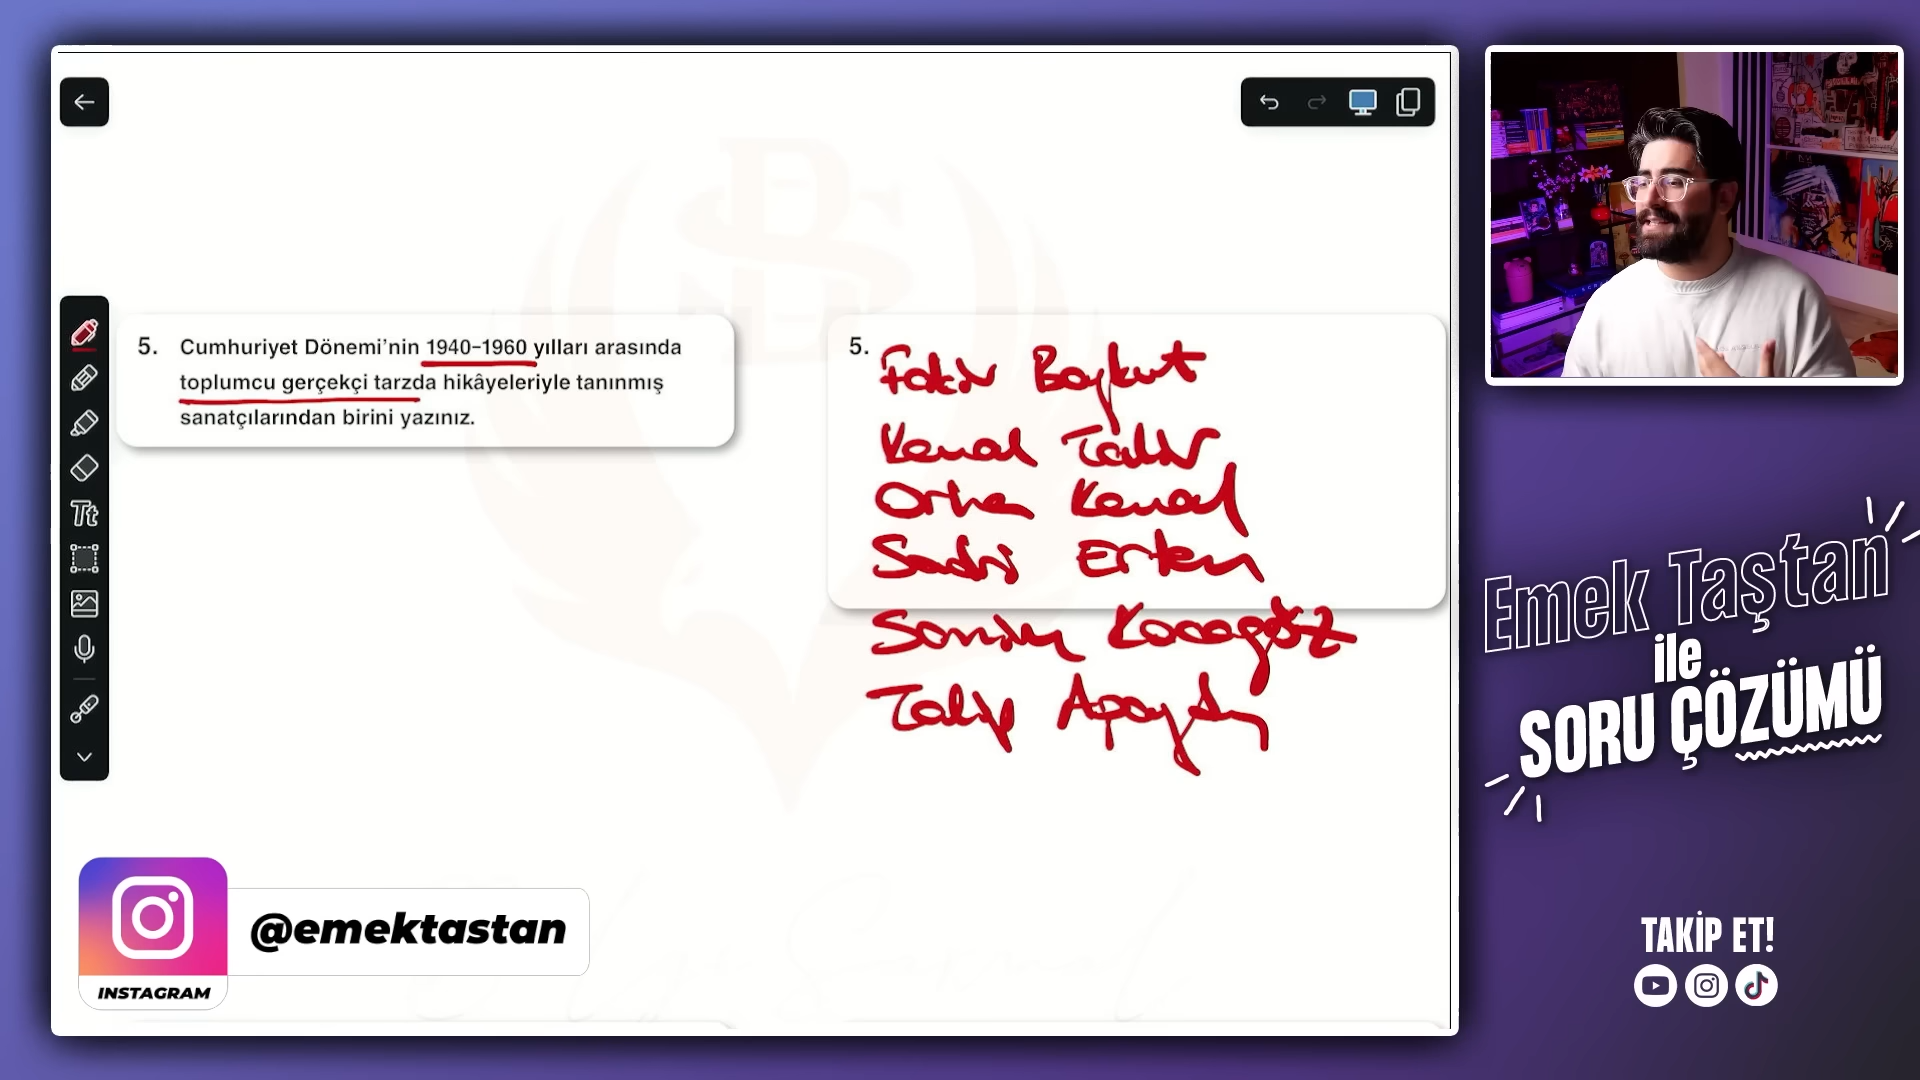 5. Cumhuriyet Dönemi'nin 1940-1960 yılları arasında
toplumcu gerçekçi tarzda hikâyeleriyle tanınmış
sanatçılarından birini yazınız.
5.
Fakir Baykurt
Kemal Tahir
Orhan Kemal
Sadri Ertem
Samim Kocagöz
Talip Apaydın
Tt
@emektastan
INSTAGRAM
Emek Taştan
ile
SORU ÇÖZÜMÜ
TAKİP ET!